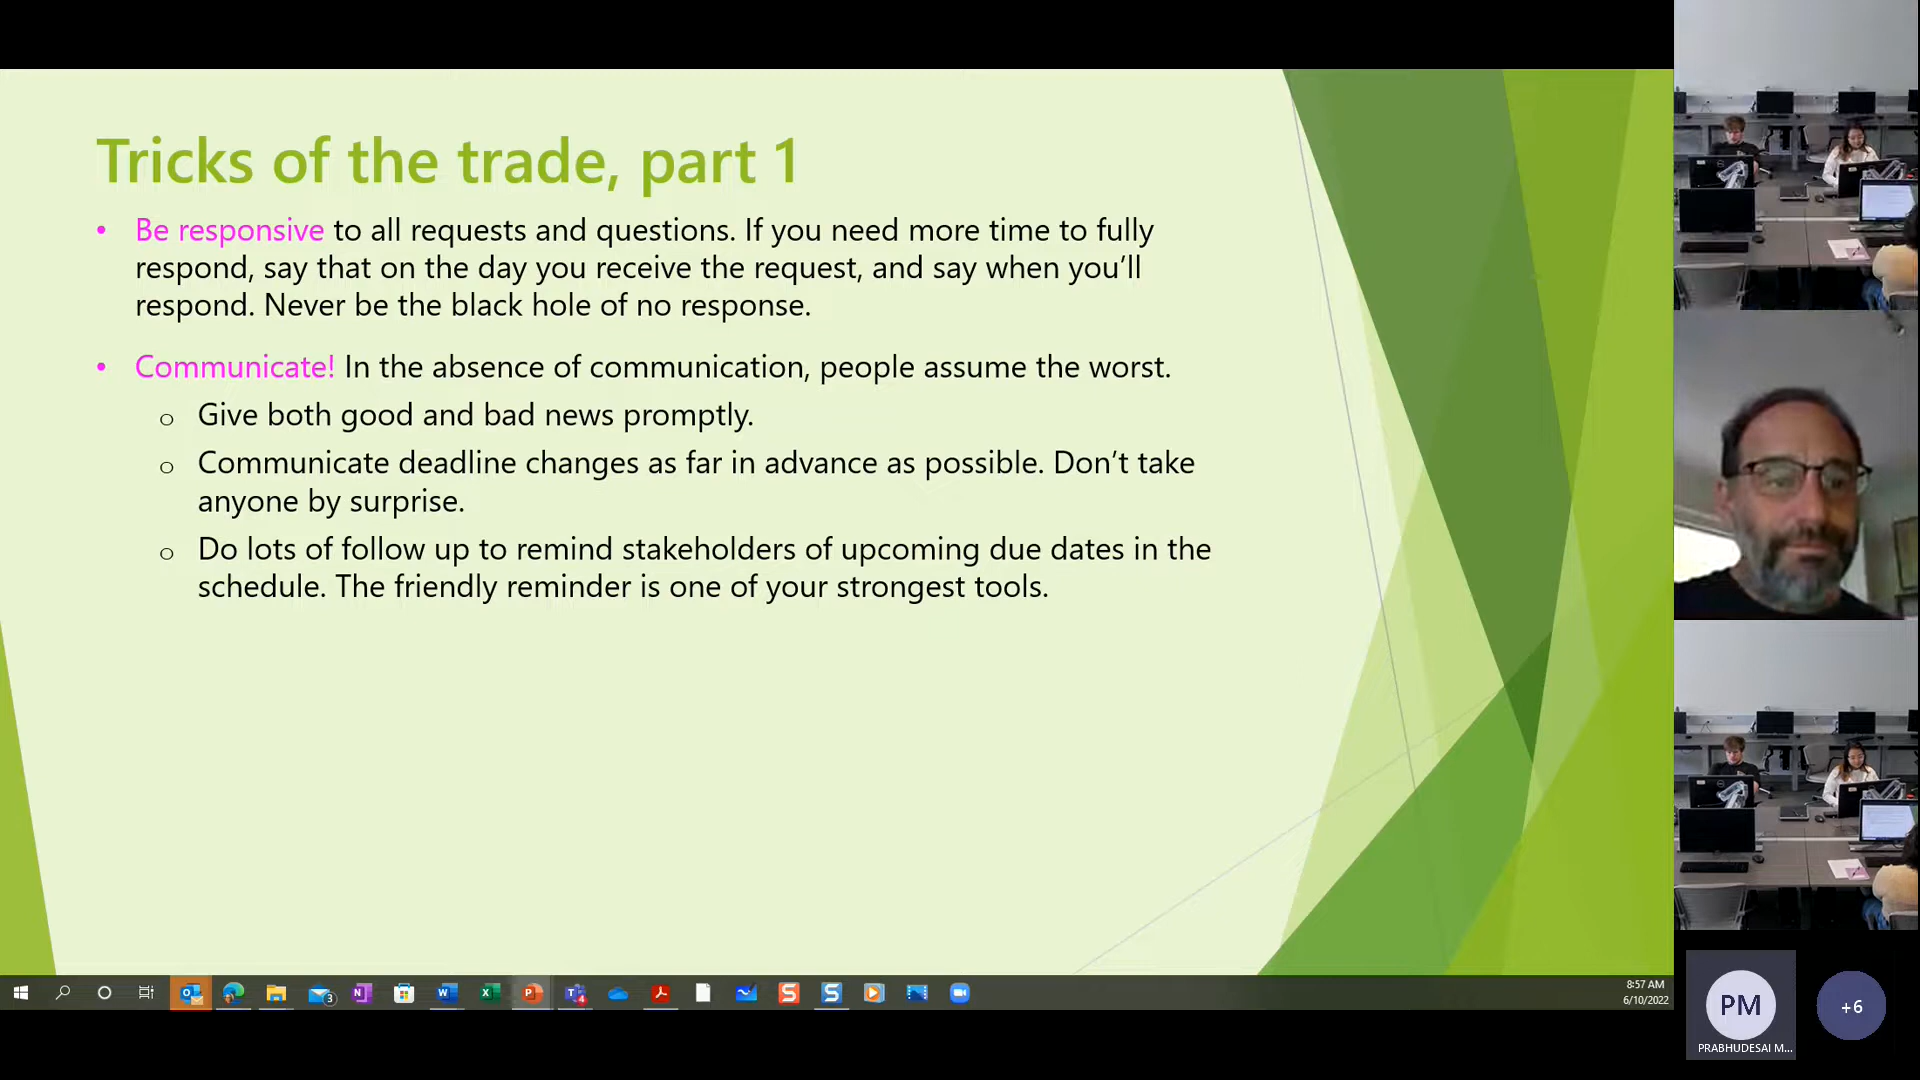 Tricks of the trade, part 1
• Be responsive to all requests and questions. If you need more time to fully
respond, say that on the day you receive the request, and say when you’ll
respond. Never be the black hole of no response.
• Communicate! In the absence of communication, people assume the worst.
o Give both good and bad news promptly.
o Communicate deadline changes as far in advance as possible. Don’t take
anyone by surprise.
o Do lots of follow up to remind stakeholders of upcoming due dates in the
schedule. The friendly reminder is one of your strongest tools.
3
4
8:57 AM
6/10/2022
PM
PRABHUDESAI M...
+6